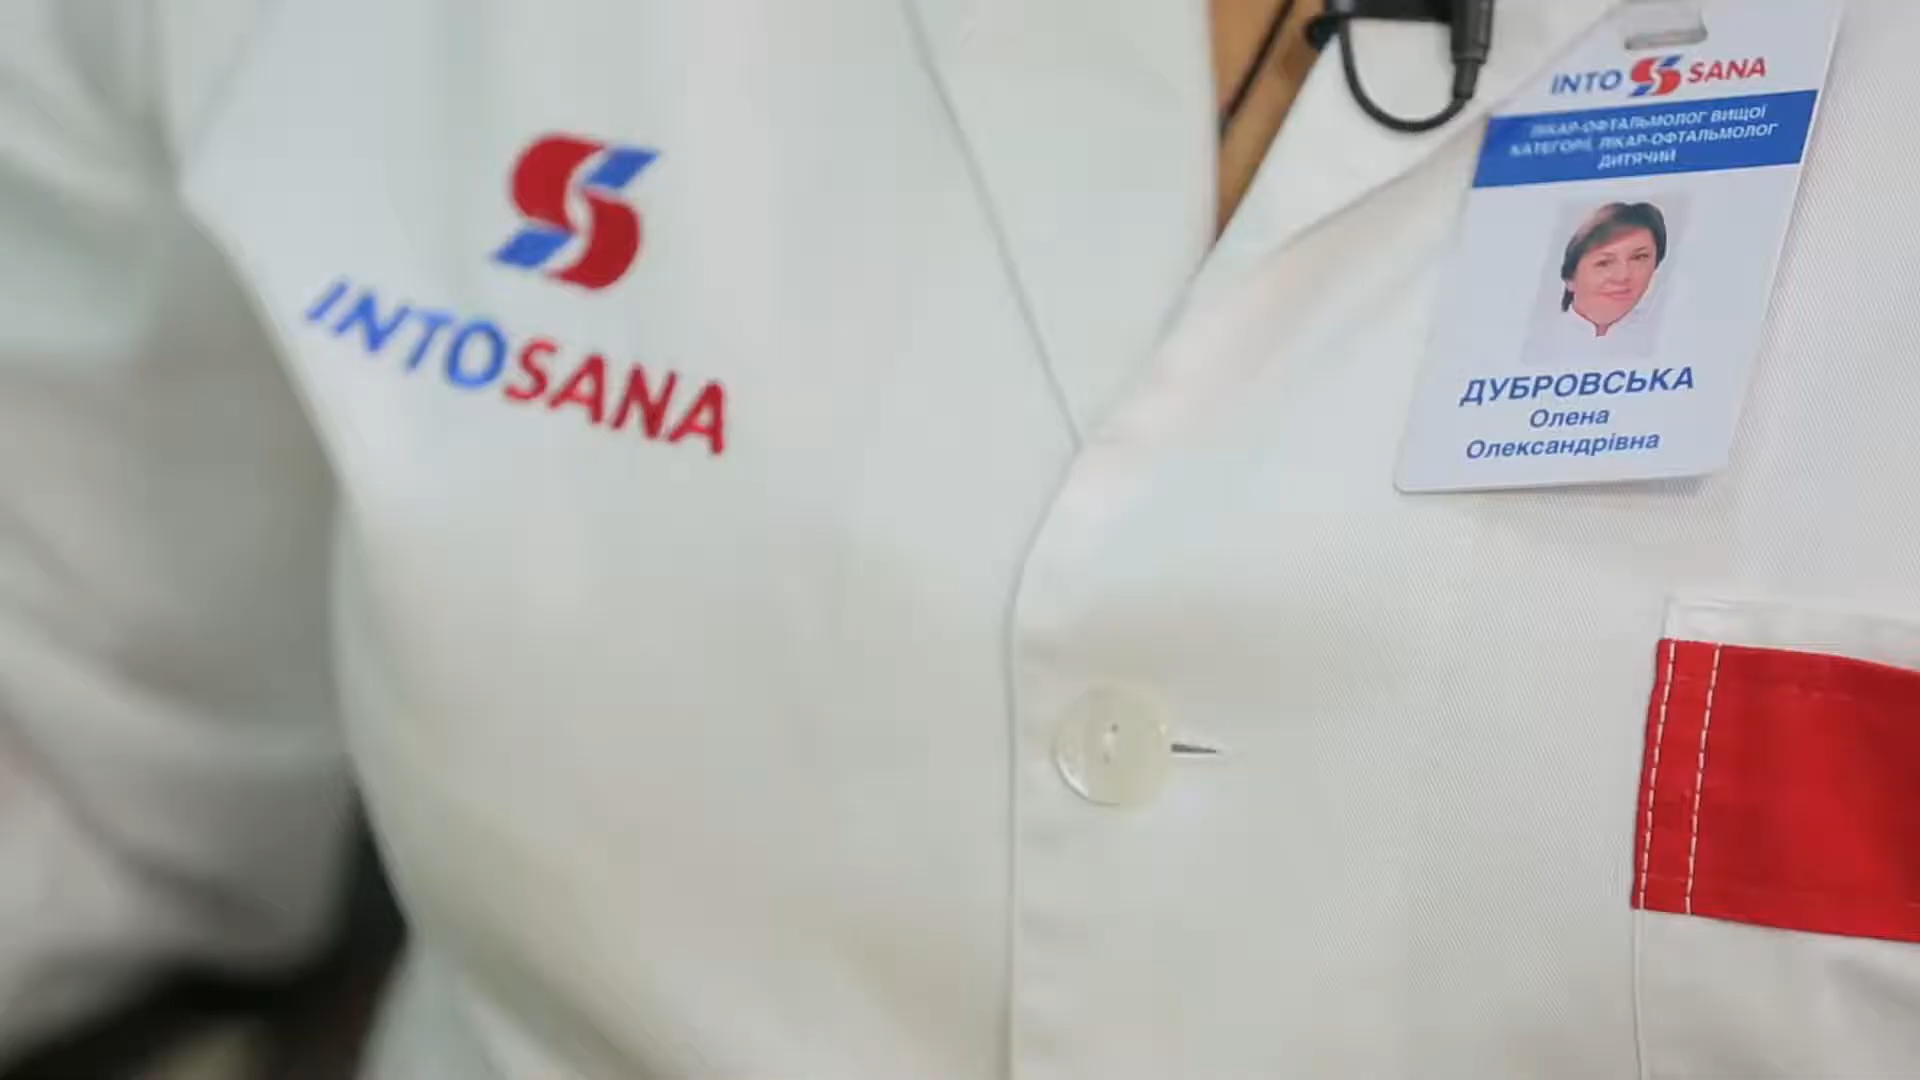 INTOSANA
INTO SANA
ЛІКАР-ОФТАЛЬМОЛОГ ВИЩОЇ
КАТЕГОРІЇ, ЛІКАР-ОФТАЛЬМОЛОГ
ДИТЯЧИЙ
ДУБРОВСЬКА
Олена
Олександрівна